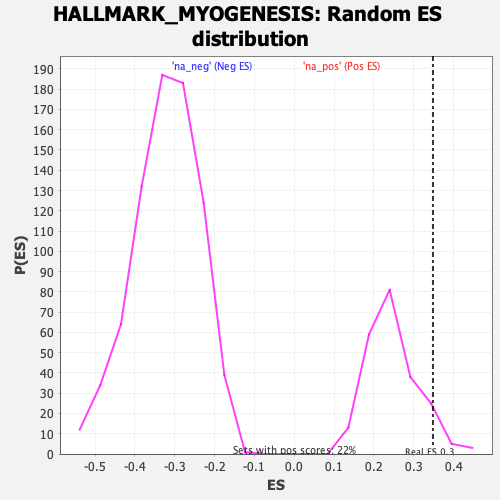 HALLMARK_MYOGENESIS: Random ES
distribution
'na_neg' (Neg ES)
'na_pos' (Pos ES)
190
180
170
160
150
140
130
120
110
100
90
80
70
60
50
40
30
20
10
0
P(ES)
Sets with pos scores: 22%
Real ES 0.3
-0.5 -0.4 -0.3 -0.2 -0.1 0.0 0.1 0.2 0.3 0.4
ES